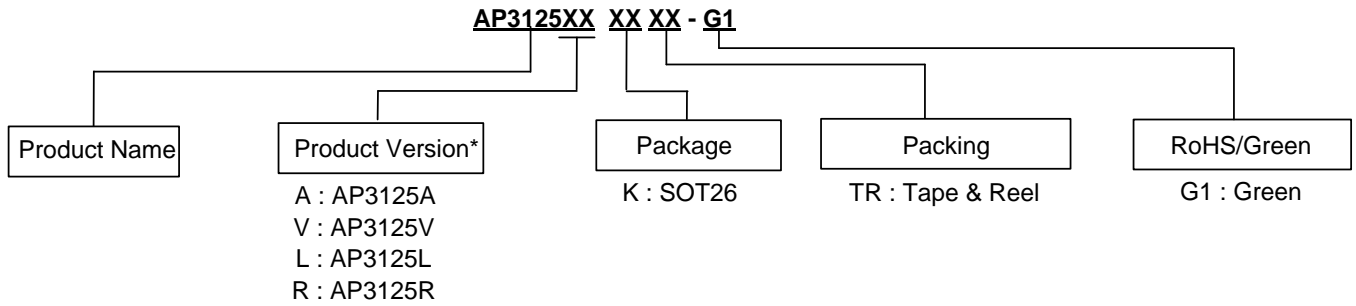 AP3125XX XX XX - G1
Product Name
Product Version*
Package
Packing
RoHS/Green
A : AP3125A
V : AP3125V
L : AP3125L
R : AP3125R
K : SOT26
TR : Tape & Reel
G1 : Green